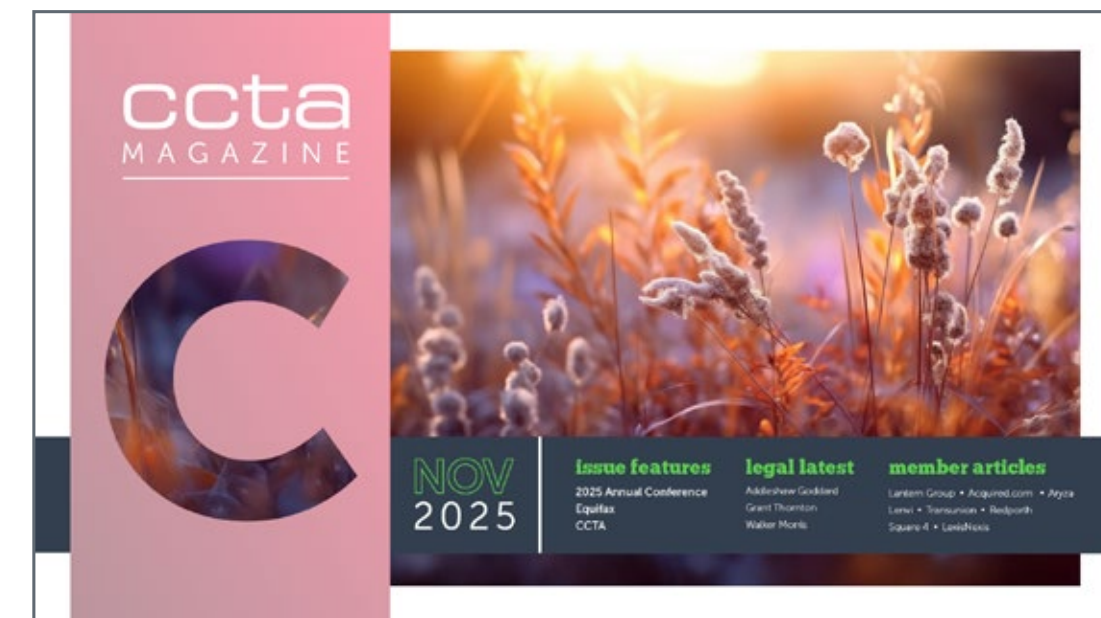 ccta
MAGAZINE
C
NOV
2025
issue features
2025 Annual Conference
Equifax
CCTA
legal latest
Addleshaw Goddard
Grant Thornton
Walker Morris
member articles
Lantern Group • Acquired.com • Aryza
Lenvi • Transunion • Redporth
Square 4 • LexisNexis